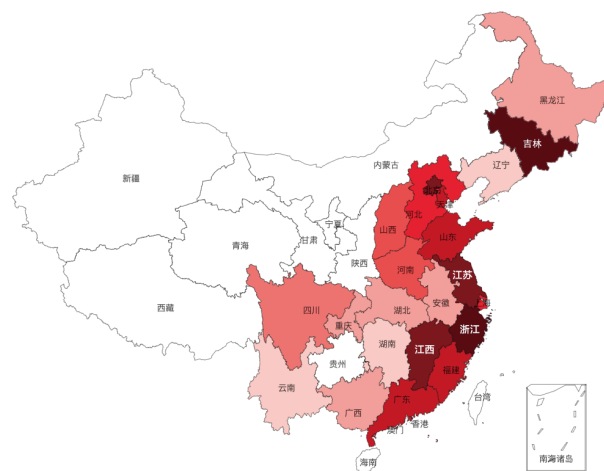 黑龙江
吉林
辽宁
内蒙古
新疆
北京
天津
河北
宁夏
山西
山东
青海
甘肃
陕西
河南
江苏
西藏
安徽
海
四川
湖北
重庆
浙江
湖南
江西
贵州
福建
云南
台湾
广东
广西
香港
澳门
海南
南海诸岛